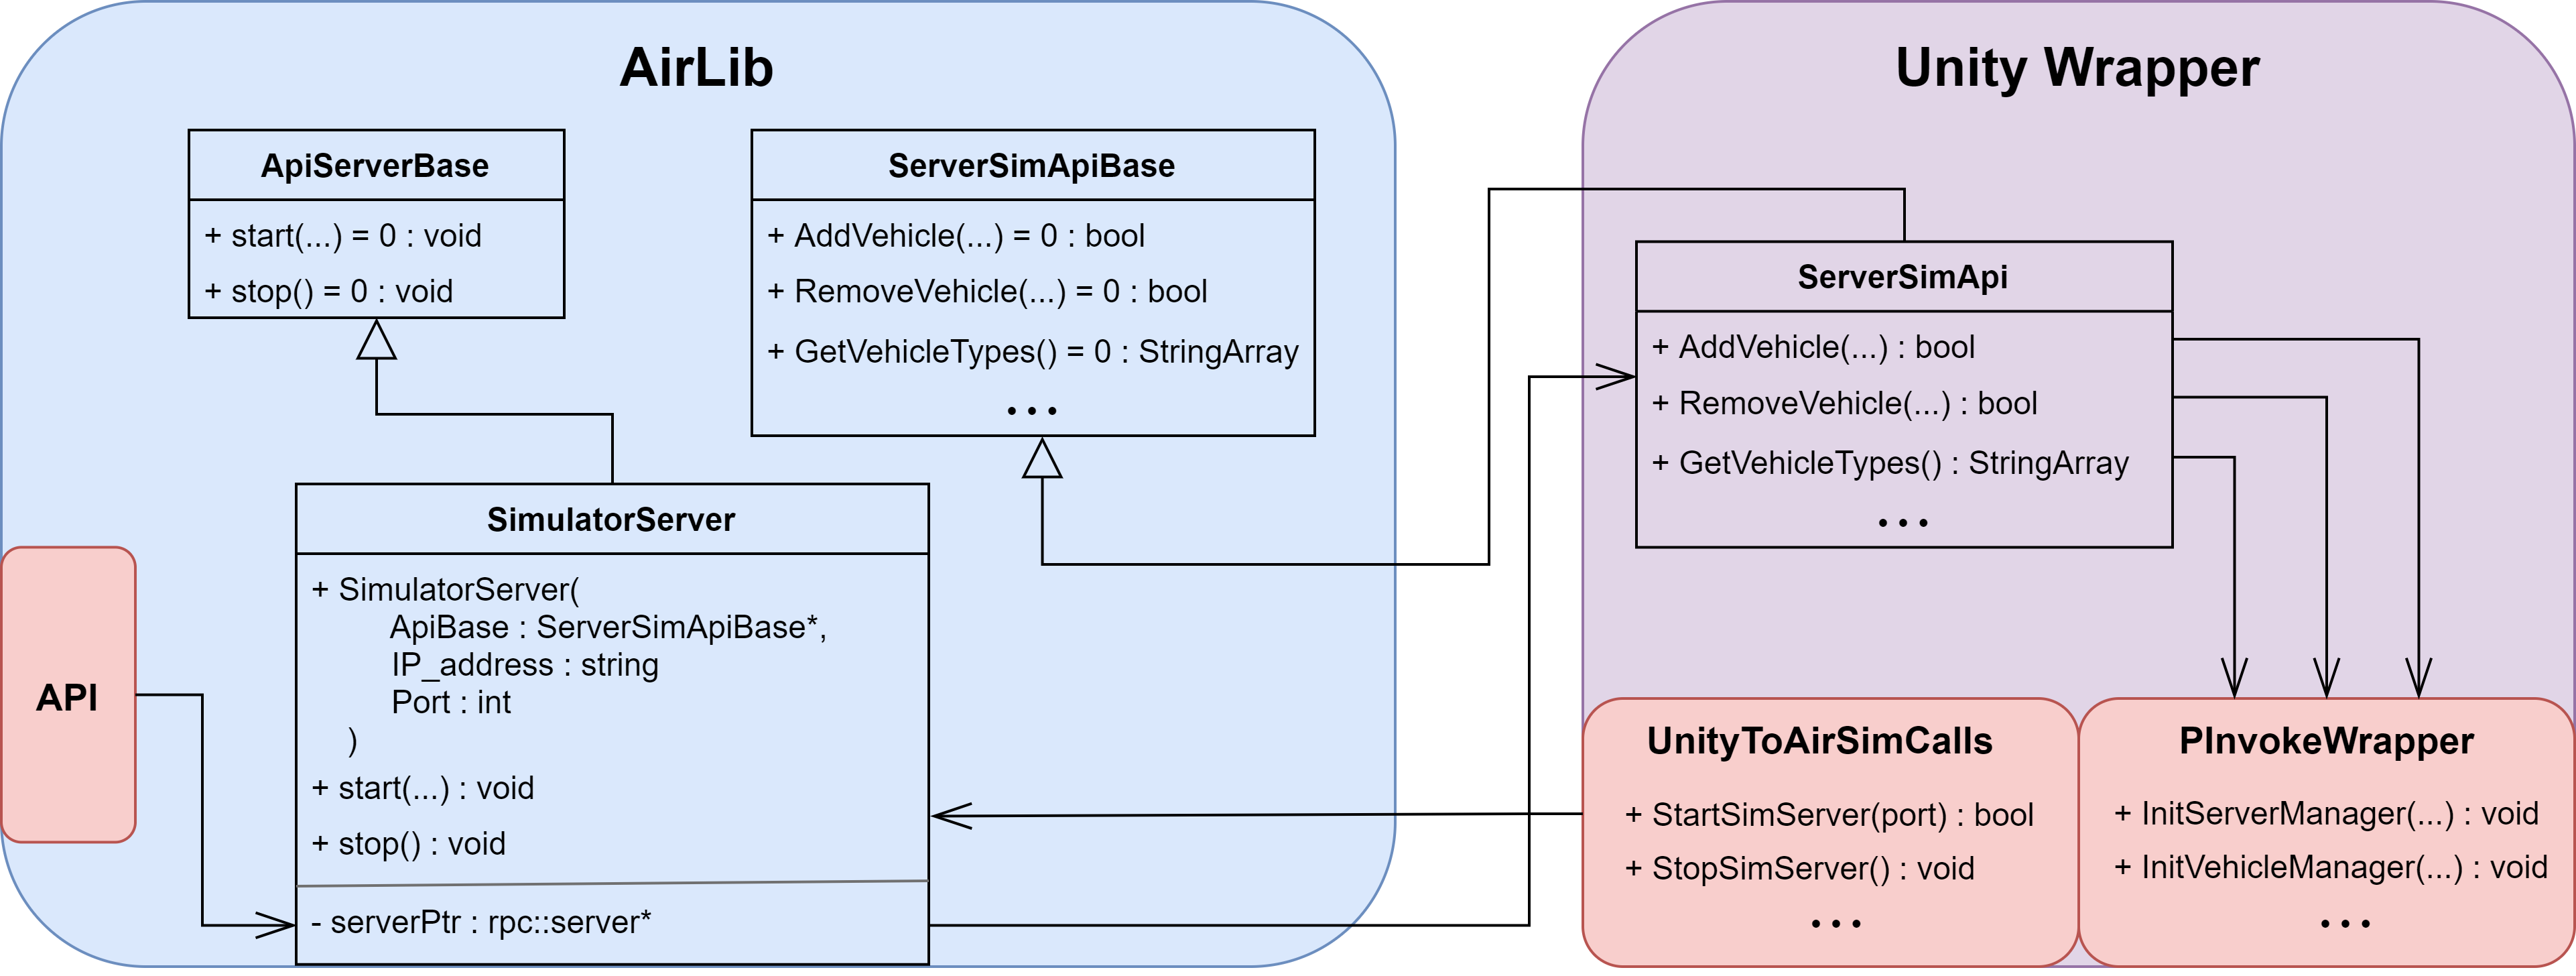 AirLib
ApiServerBase
+ start(...) = 0 : void
+ stop() = 0 : void
ServerSimApiBase
+ AddVehicle(...) = 0 : bool
+ RemoveVehicle(...) = 0 : bool
+ GetVehicleTypes() = 0 : StringArray
...
SimulatorServer
+ SimulatorServer(
ApiBase : ServerSimApiBase*,
IP_address : string
Port : int
)
+ start(...) : void
+ stop() : void
- serverPtr : rpc::server*
API
Unity Wrapper
ServerSimApi
+ AddVehicle(...) : bool
+ RemoveVehicle(...) : bool
+ GetVehicleTypes() : StringArray
...
UnityToAirSimCalls
+ StartSimServer(port) : bool
+ StopSimServer() : void
...
PInvokeWrapper
+ InitServerManager(...) : void
+ InitVehicleManager(...) : void
...